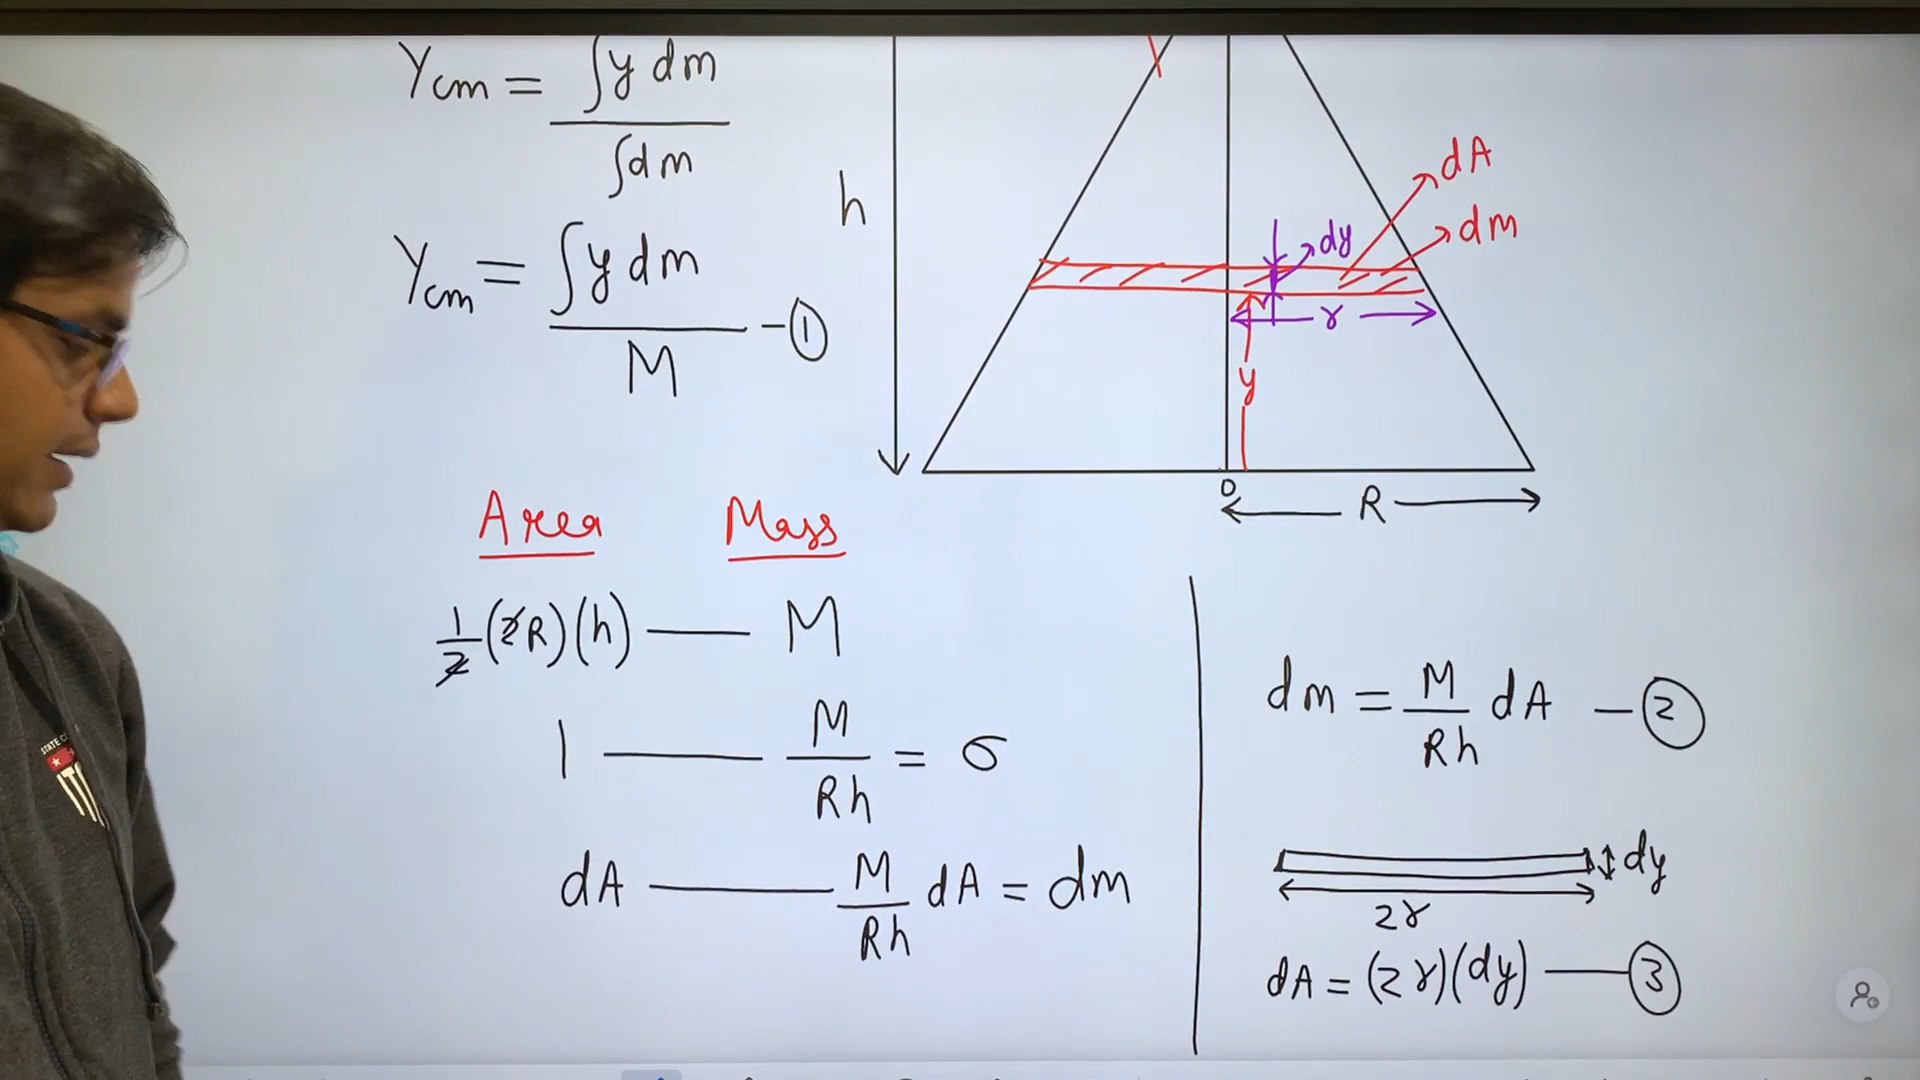 Ycm = ∫y dm / ∫dm
Ycm = ∫y dm / M — ①
h
dA
dm
dy
r
y
O
R
Area Mass
1/2 (2R)(h) — M
1 — M/Rh = σ
dA — M/Rh dA = dm
dm = M/Rh dA — ②
dy
2r
dA = (2r)(dy) — ③
STATE